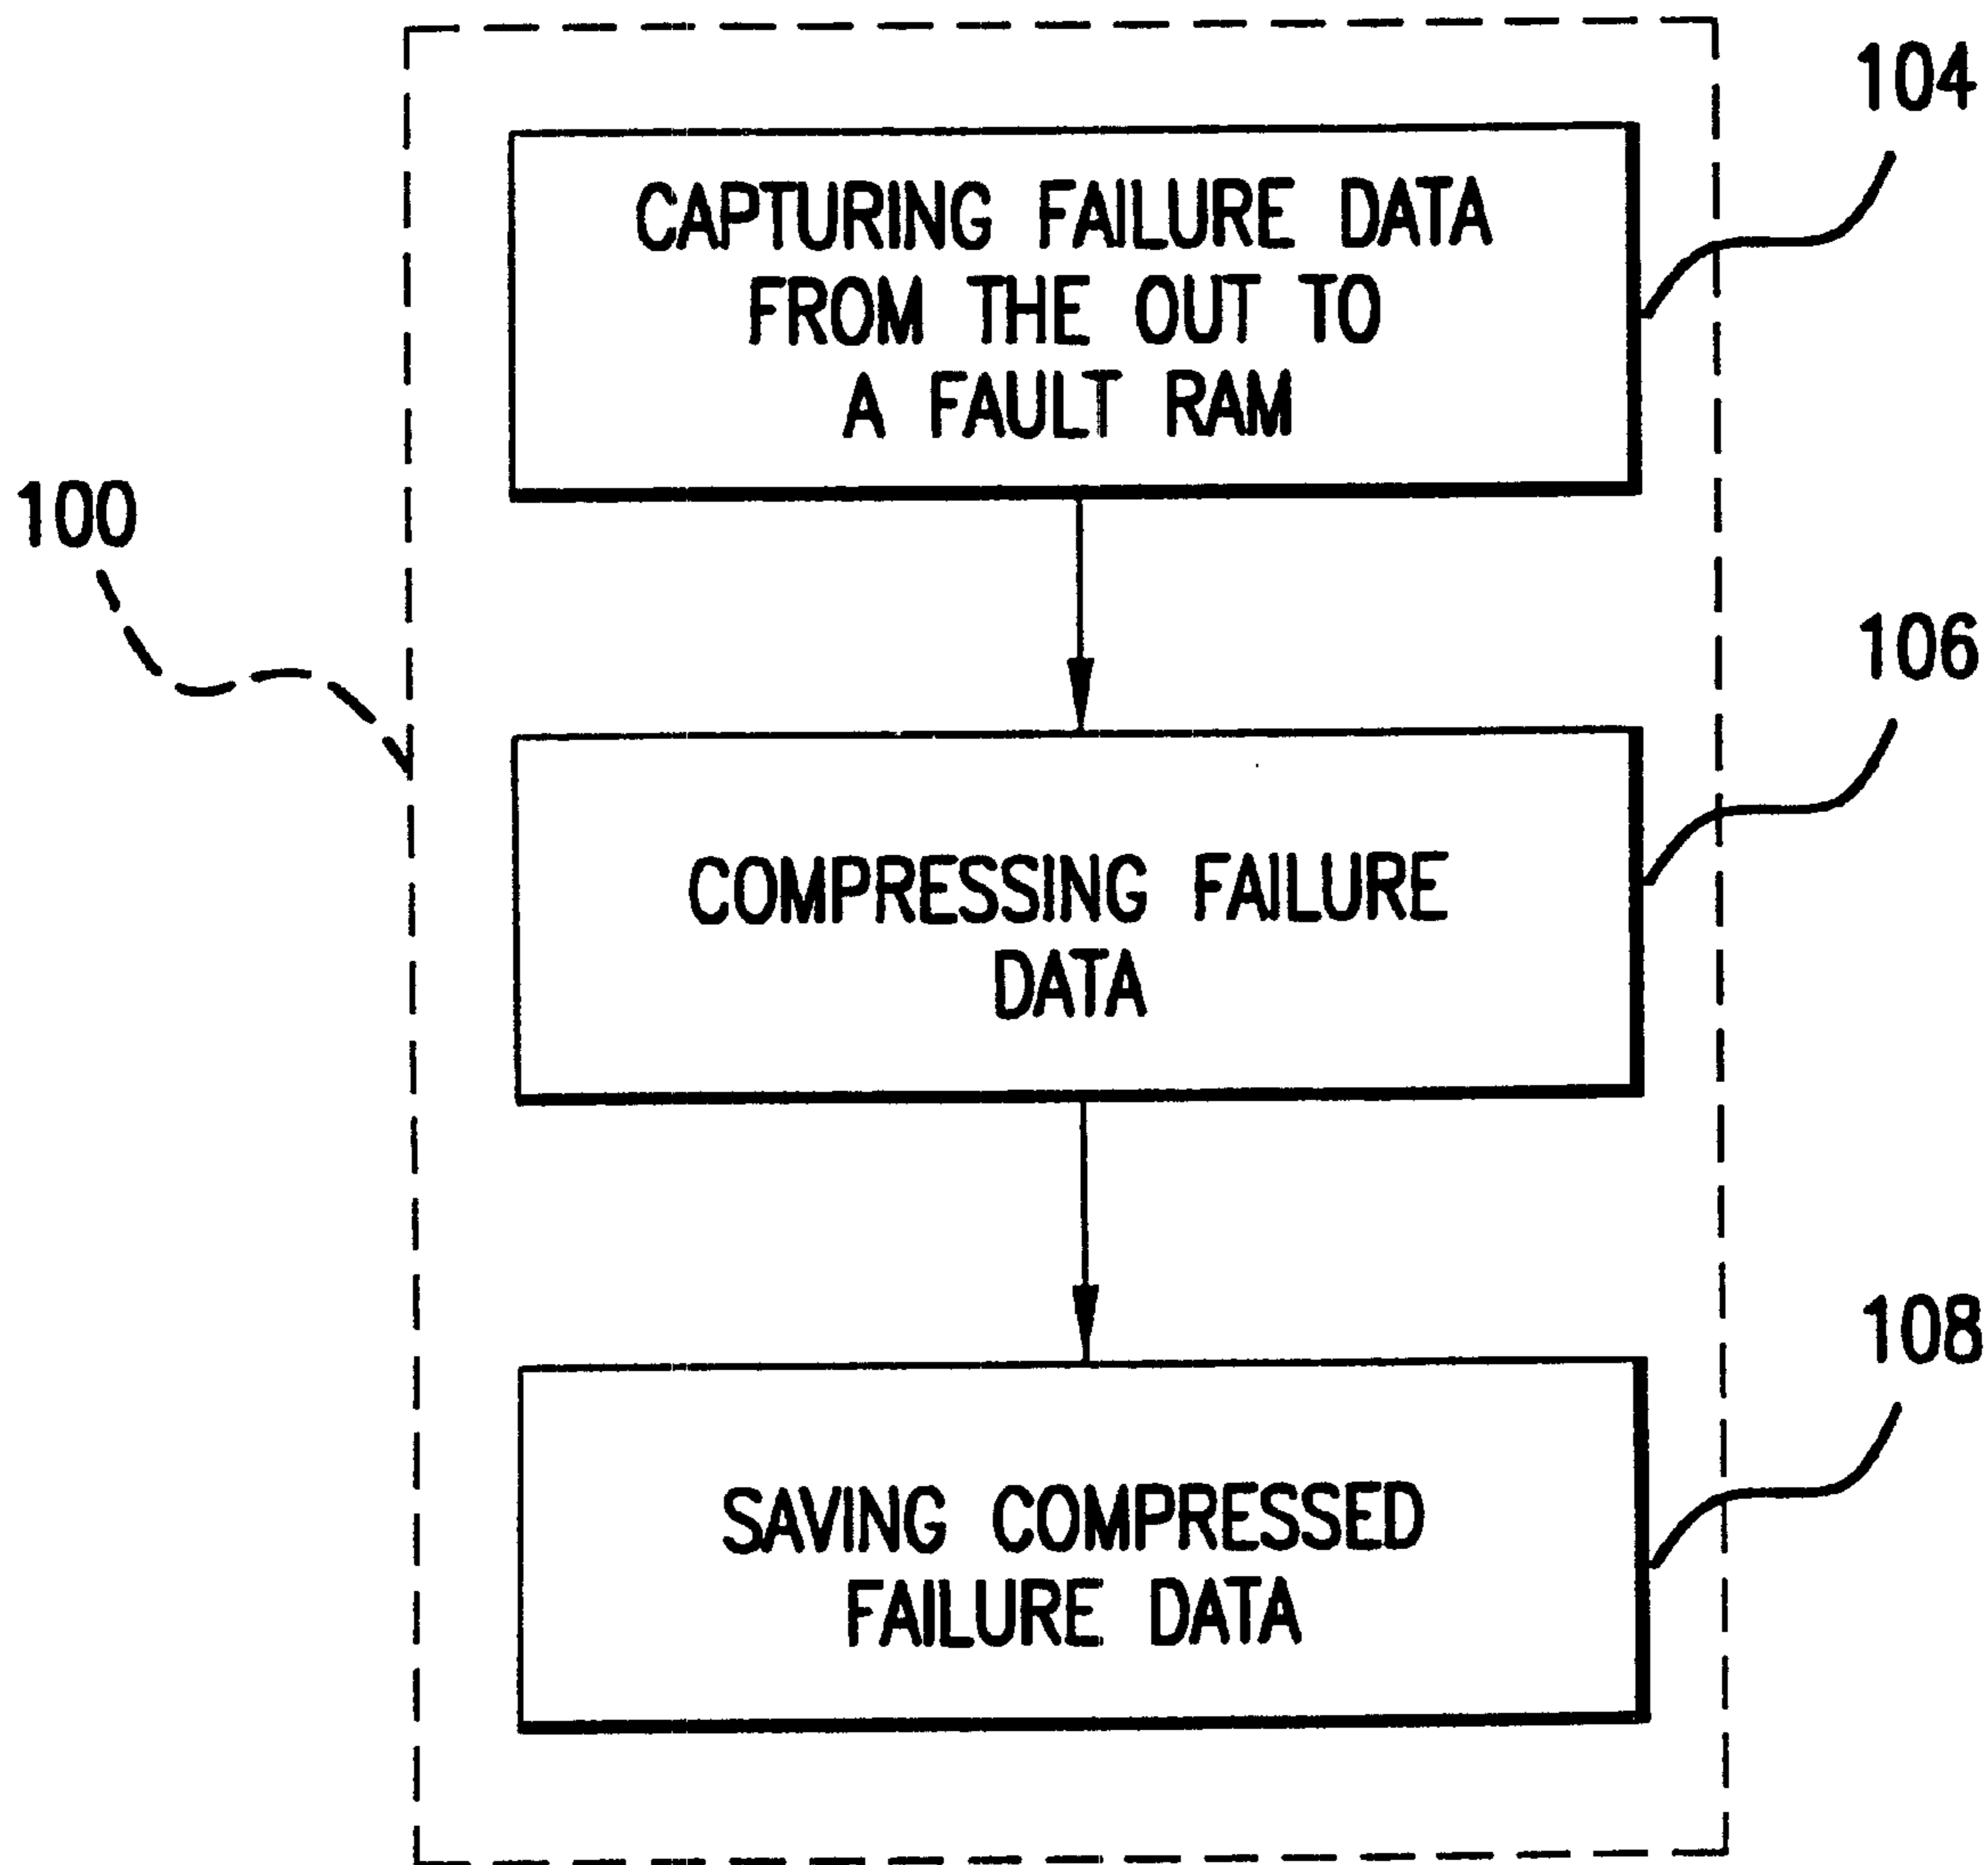 104
CAPTURING FAILURE DATA
FROM THE OUT TO
A FAULT RAM
100
106
COMPRESSING FAILURE
DATA
108
SAVING COMPRESSED
FAILURE DATA